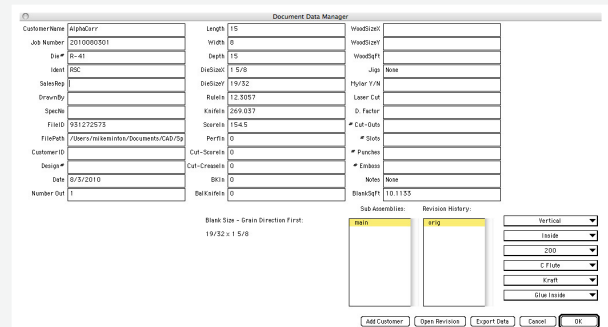 Document Data Manager
CustomerName AlphaCorr
Job Number 2010080301
Die# R-41
Ident RSC
SalesRep
DrawnBy
SpecNo
FileID 931272573
FilePath /Users/mikeminton/Documents/CAD/Sp
CustomerID
Design#
Date 8/3/2010
Number Out 1
Length 15
Width 8
Depth 15
DieSizeX 1 5/8
DieSizeY 19/32
RuleIn 12.3057
KnifeIn 269.037
ScoreIn 154.5
PerfIn 0
Cut-ScoreIn 0
Cut-CreaseIn 0
BKIn 0
BalKnifeIn 0
WoodSizeX
WoodSizeY
WoodSqFt
Jigs None
Mylar Y/N
Laser Cut
D. Factor
# Cut-Outs
# Slots
# Punches
# Emboss
Notes None
BlankSqFt 10.1133
Blank Size - Grain Direction First:
19/32 x 1 5/8
Sub Assemblies:
main
Revision History:
orig
Vertical
Inside
200
C Flute
Kraft
Glue Inside
Add Customer
Open Revision
Export Data
Cancel
OK